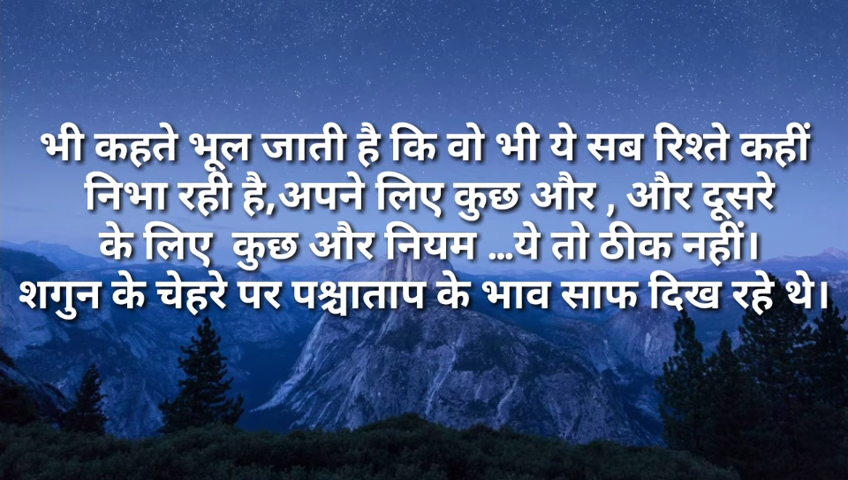 भी कहते भूल जाती है कि वो भी ये सब रिश्ते कहीं
निभा रही है,अपने लिए कुछ और , और दूसरे
के लिए  कुछ और नियम ...ये तो ठीक नहीं।
शगुन के चेहरे पर पश्चाताप के भाव साफ दिख रहे थे।